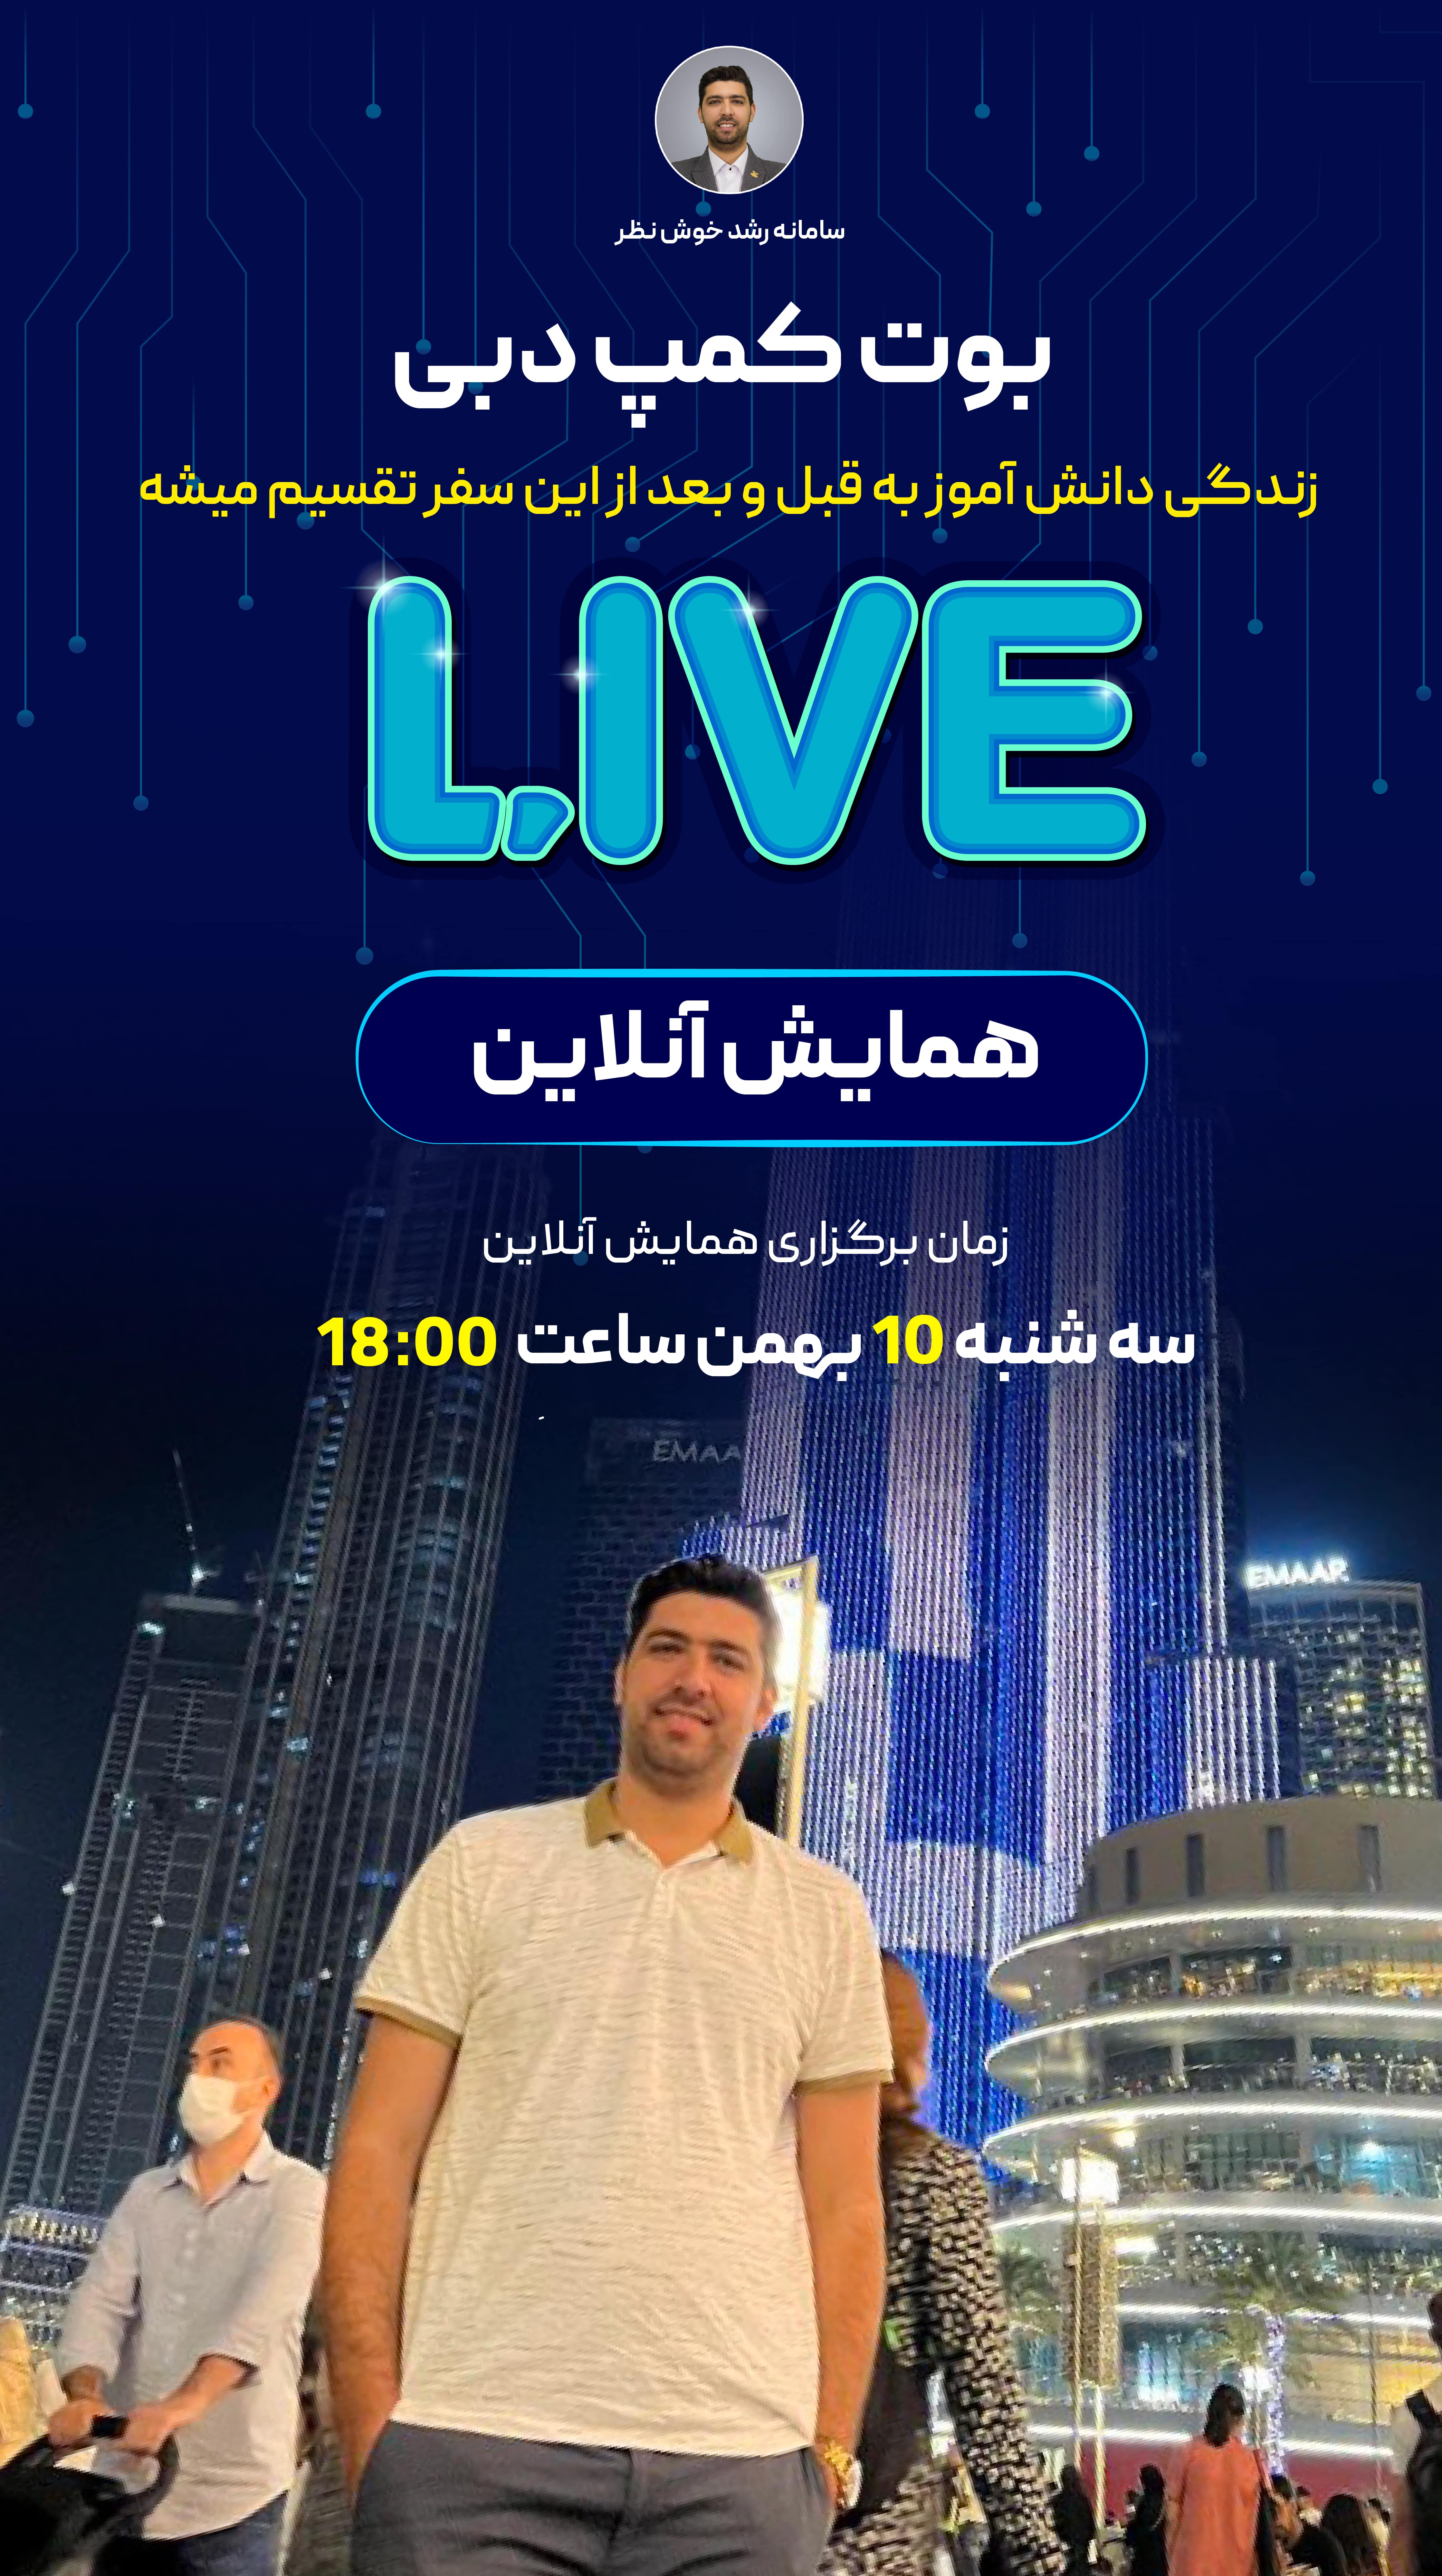 سامانه رشد خوش نظر
بوت کمپ دبی
زندگی دانش آموز به قبل و بعد از این سفر تقسیم میشه
LIVE
همایش آنلاین
زمان برگزاری همایش آنلاین
سه شنبه 10 بهمن ساعت 18:00
EMAA
EMAAR